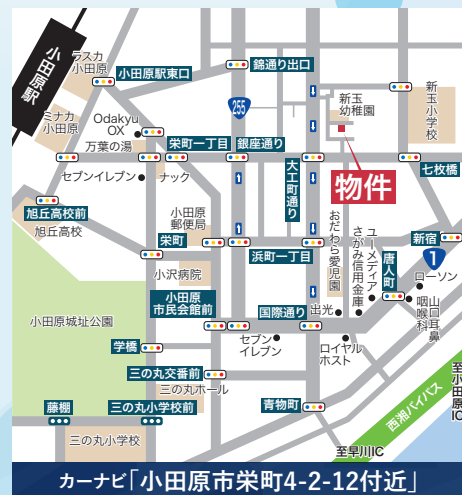 小田原駅
ラスカ
小田原
小田原駅東口
錦通り出口
255
新玉
幼稚園
新玉小学校
ミナカ
小田原
Odakyu
OX
万葉の湯
栄町一丁目
銀座通り
大工町通り
七枚橋
セブンイレブン
ナック
物件
旭丘高校前
旭丘高校
小田原
郵便局
栄町
浜町一丁目
おだわら愛児園
さがみ信用金庫
ユーメディア
唐人町
新宿
1
ローソン
山口耳鼻
咽喉科
小沢病院
小田原
市民会館前
国際通り
出光
小田原城址公園
学橋
セブン
イレブン
ロイヤル
ホスト
三の丸交番前
三の丸ホール
青物町
西湘バイパス
至小田原IC
藤棚
三の丸小学校前
三の丸小学校
至早川IC
カーナビ「小田原市栄町4-2-12付近」